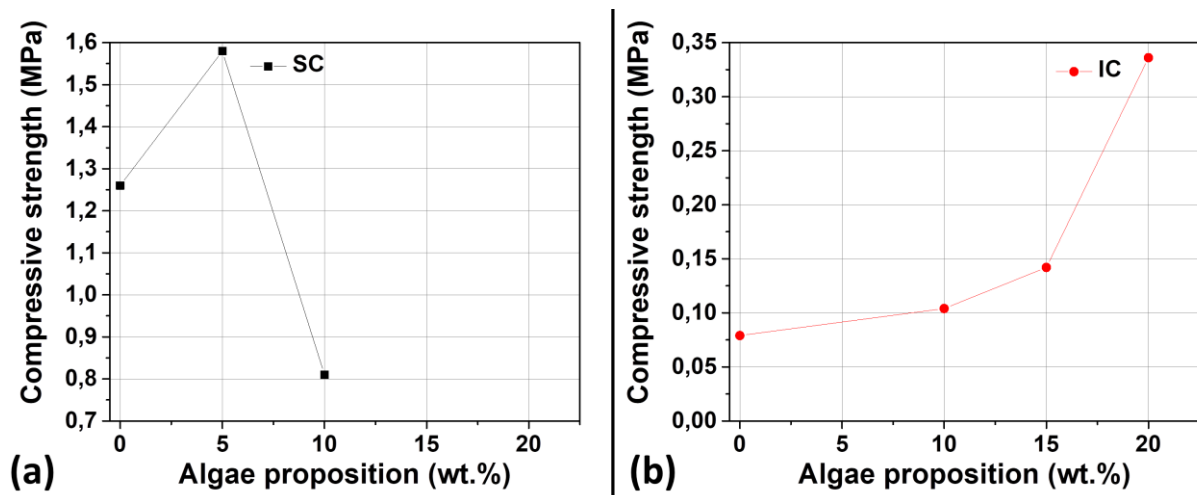 1,6
1,5
1,4
1,3
1,2
1,1
1,0
0,9
0,8
0,7
Compressive strength (MPa)
SC
0 5 10 15 20
Algae proposition (wt.%)
(a)
0,35
0,30
0,25
0,20
0,15
0,10
0,05
0,00
Compressive strength (MPa)
IC
0 5 10 15 20
Algae proposition (wt.%)
(b)